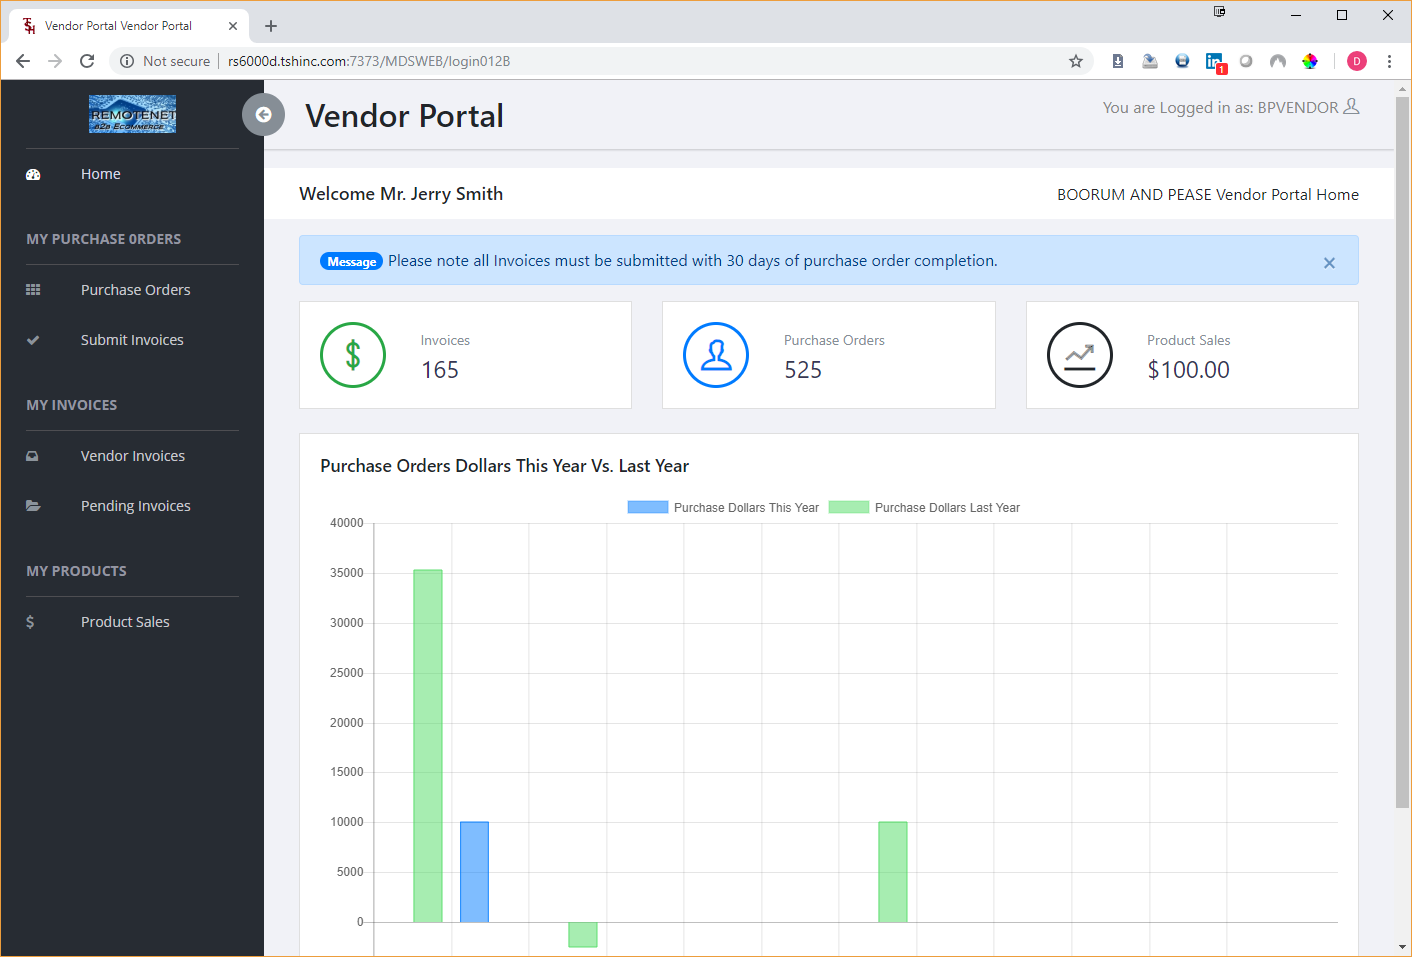 Vendor Portal Vendor Portal
Not secure
rs6000d.tshinc.com:7373/MDSWEB/login012B
1
D
REMOTENET
Vendor Portal
You are Logged in as: BPVENDOR
Home
Welcome Mr. Jerry Smith
BOORUM AND PEASE Vendor Portal Home
MY PURCHASE 0RDERS
Message Please note all Invoices must be submitted with 30 days of purchase order completion.
Purchase Orders
Submit Invoices
Invoices
165
Purchase Orders
525
Product Sales
$100.00
MY INVOICES
Vendor Invoices
Pending Invoices
MY PRODUCTS
Product Sales
Purchase Orders Dollars This Year Vs. Last Year
Purchase Dollars This Year
Purchase Dollars Last Year
40000
35000
30000
25000
20000
15000
10000
5000
0